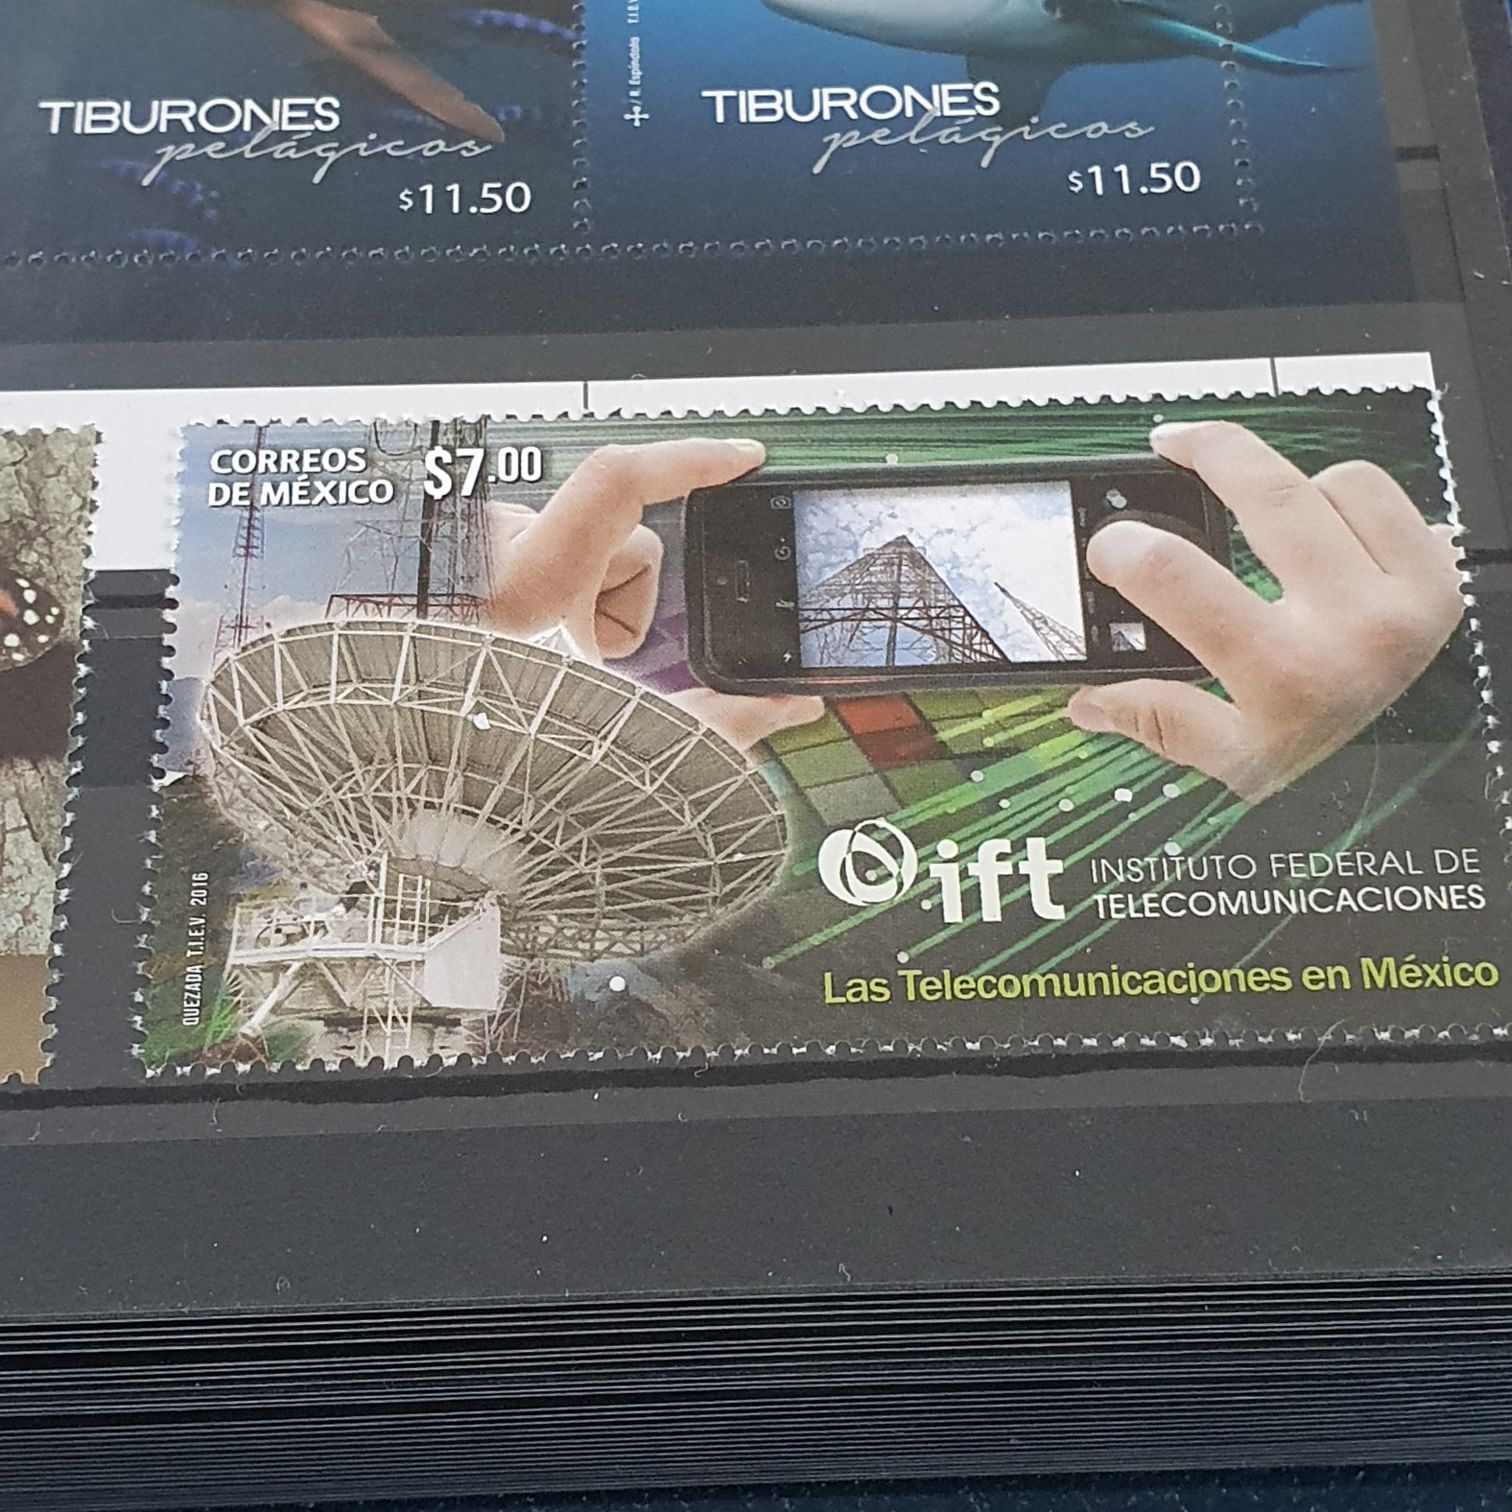 TIBURONES
pelágicos
$11.50
R. Espíndola T.I.E.V.
TIBURONES
pelágicos
$11.50
CORREOS
DE MÉXICO
$7.00
QUEZADA T.I.E.V. 2016
ift
INSTITUTO FEDERAL DE
TELECOMUNICACIONES
Las Telecomunicaciones en México